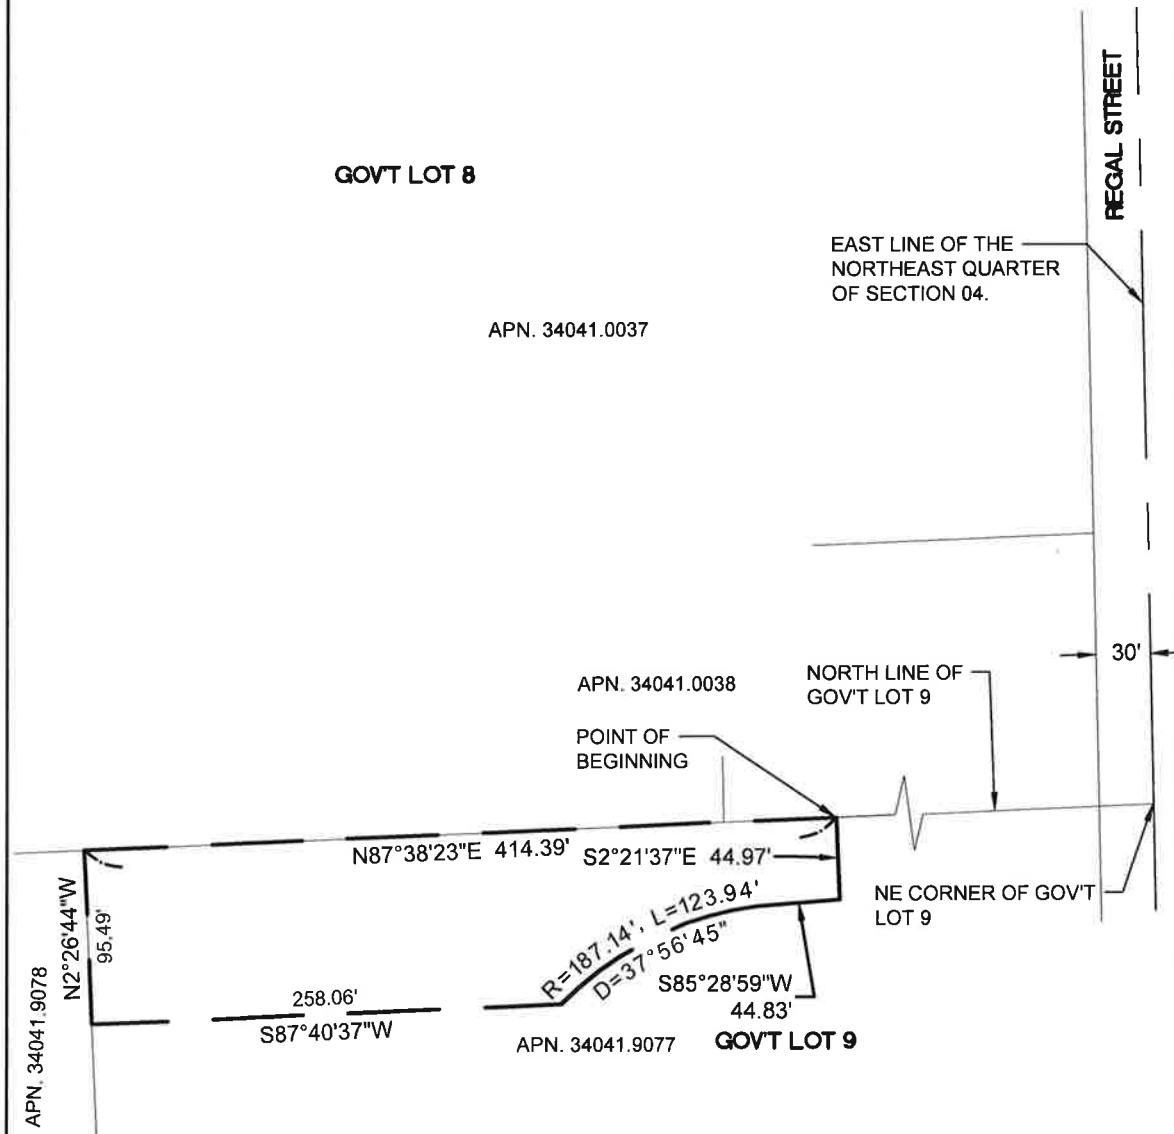 GOV'T LOT 8
REGAL STREET
EAST LINE OF THE
NORTHEAST QUARTER
OF SECTION 04.
APN. 34041.0037
30'
APN. 34041.0038
NORTH LINE OF
GOV'T LOT 9
POINT OF
BEGINNING
N87°38'23"E 414.39'
S2°21'37"E 44.97'
NE CORNER OF GOV'T
LOT 9
N2°26'44"W
95.49'
R=187.14', L=123.94'
D=37°56'45"
S85°28'59"W
44.83'
258.06'
S87°40'37"W
APN. 34041.9078
APN. 34041.9077
GOV'T LOT 9